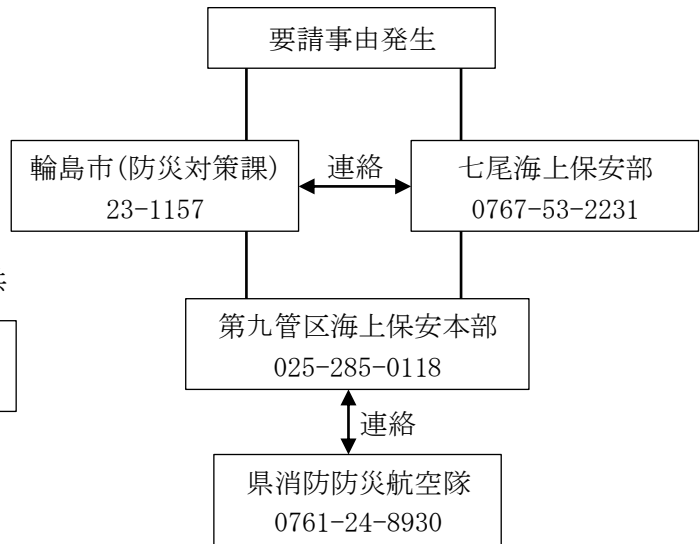 要請事由発生
輪島市(防災対策課)
23-1157
連絡
七尾海上保安部
0767-53-2231
第九管区海上保安本部
025-285-0118
連絡
県消防防災航空隊
0761-24-8930